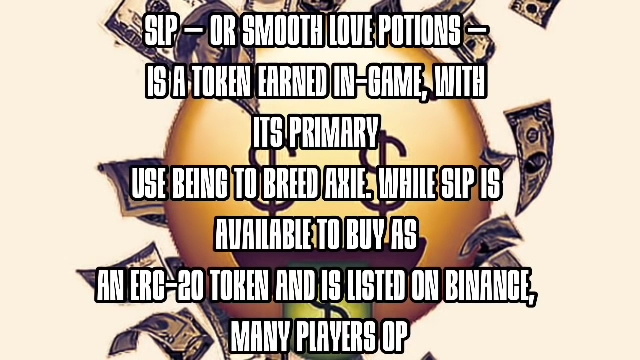 SLP — OR SMOOTH LOVE POTIONS —
IS A TOKEN EARNED IN-GAME, WITH
ITS PRIMARY
USE BEING TO BREED AXIE. WHILE SLP IS
AVAILABLE TO BUY AS
AN ERC-20 TOKEN AND IS LISTED ON BINANCE,
MANY PLAYERS OP